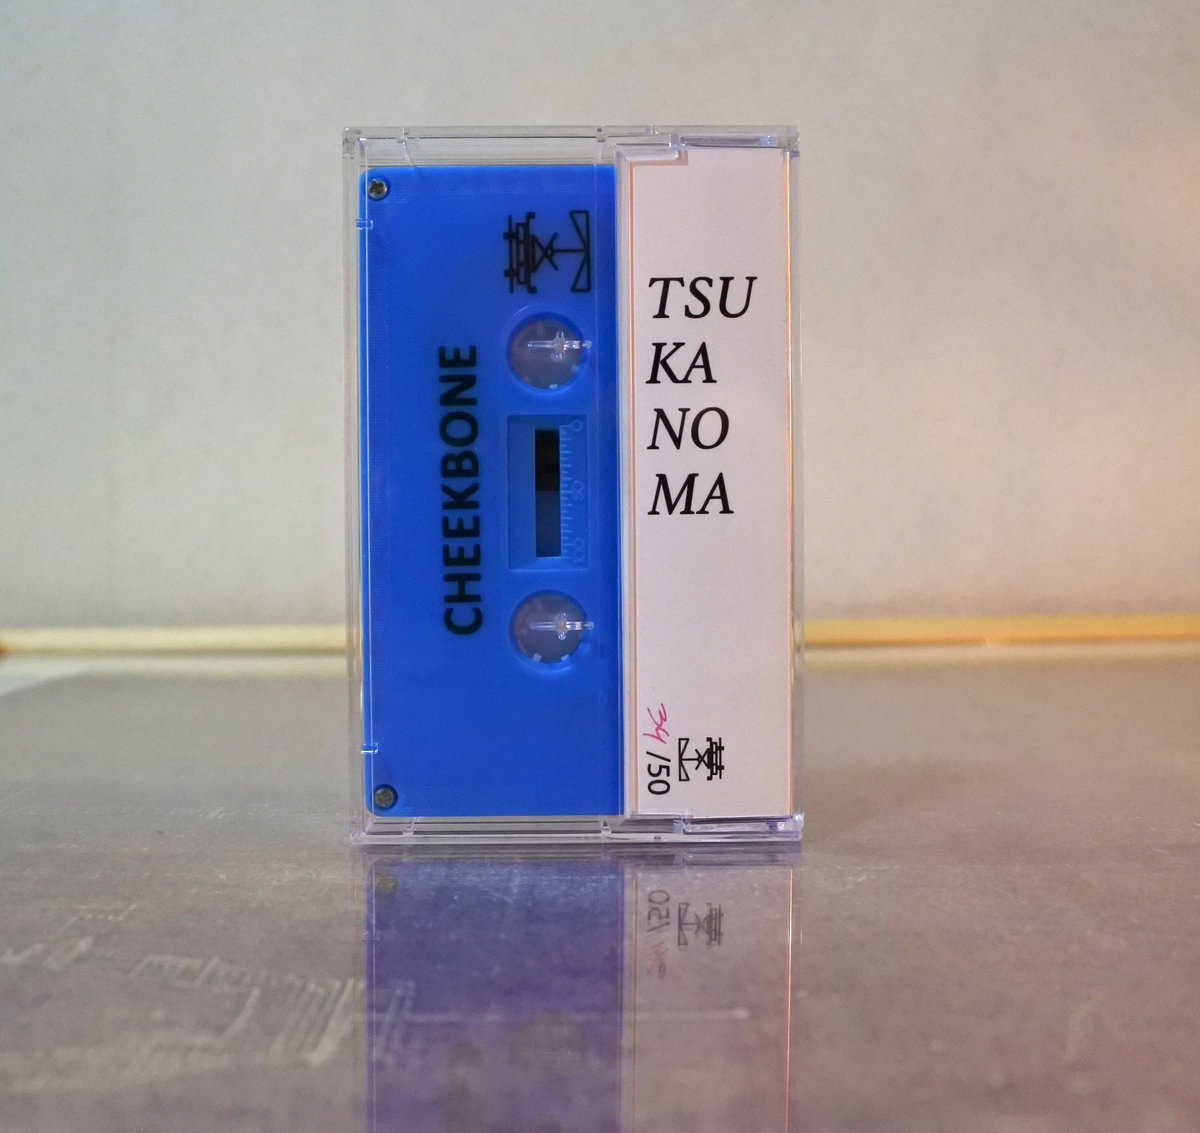 CHEEKBONE
TSU
KA
NO
MA
34/50